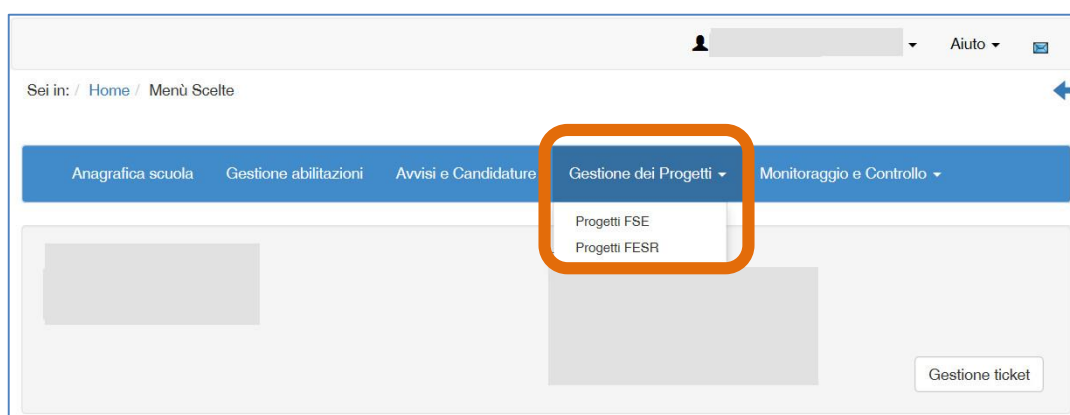 Aiuto
Sei in: / Home / Menù Scelte
Anagrafica scuola Gestione abilitazioni Avvisi e Candidature Gestione dei Progetti Monitoraggio e Controllo
Progetti FSE
Progetti FESR
Gestione ticket